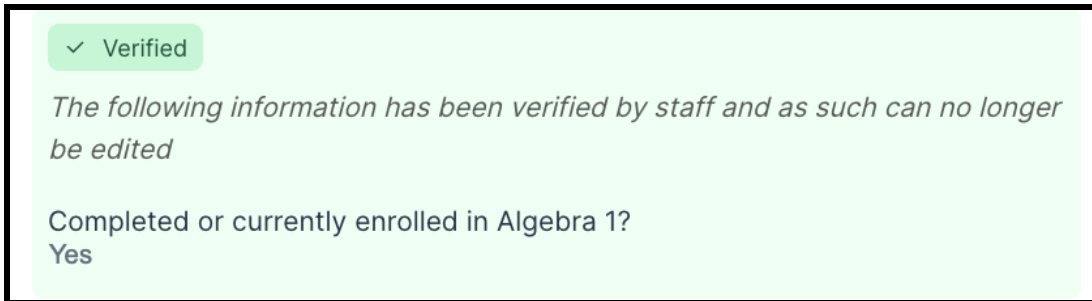 Verified
The following information has been verified by staff and as such can no longer
be edited
Completed or currently enrolled in Algebra 1?
Yes